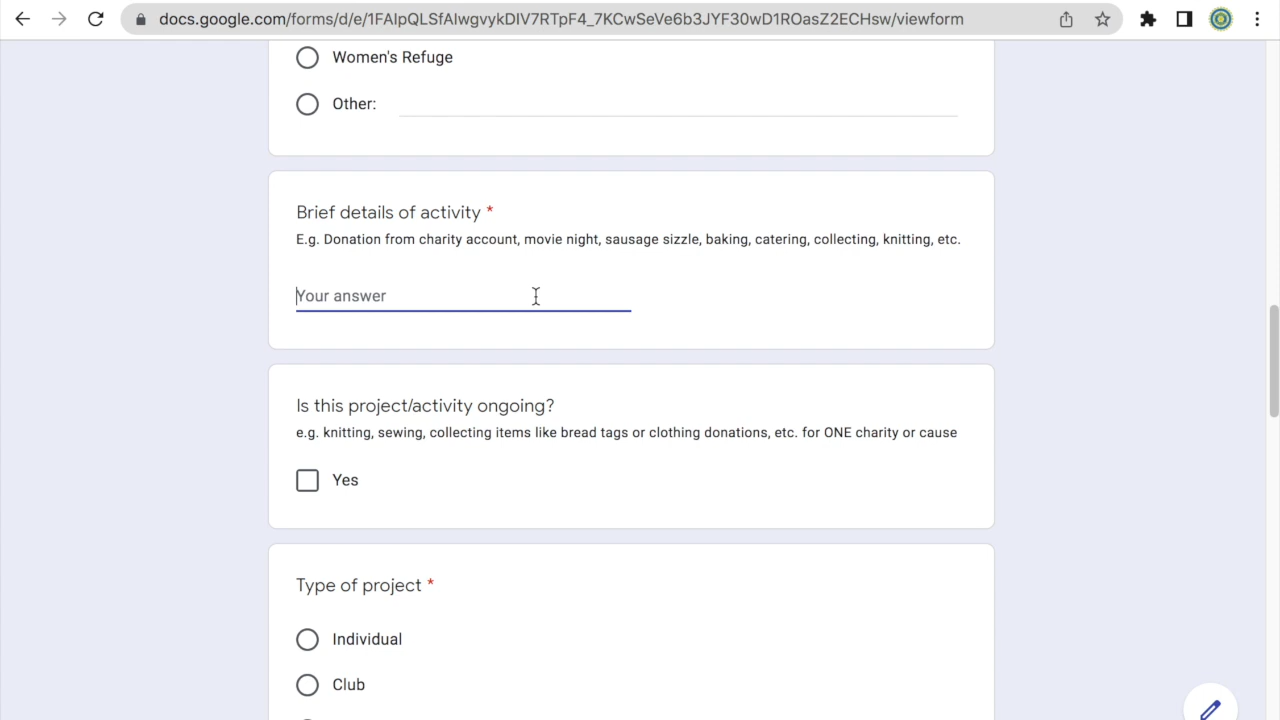 docs.google.com/forms/d/e/1FAIpQLSfAIwgvykDIV7RTpF4_7KCwSeVe6b3JYF30wD1ROasZ2ECHsw/viewform
Women's Refuge
Other:
Brief details of activity *
E.g. Donation from charity account, movie night, sausage sizzle, baking, catering, collecting, knitting, etc.
Your answer
Is this project/activity ongoing?
e.g. knitting, sewing, collecting items like bread tags or clothing donations, etc. for ONE charity or cause
Yes
Type of project *
Individual
Club